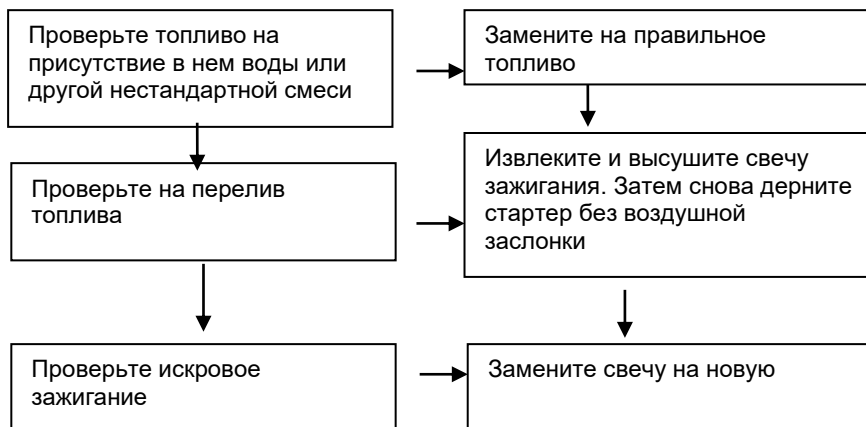 Проверьте топливо на
присутствие в нем воды или
другой нестандартной смеси
Замените на правильное
топливо
Проверьте на перелив
топлива
Извлеките и высушите свечу
зажигания. Затем снова дерните
стартер без воздушной
заслонки
Проверьте искровое
зажигание
Замените свечу на новую